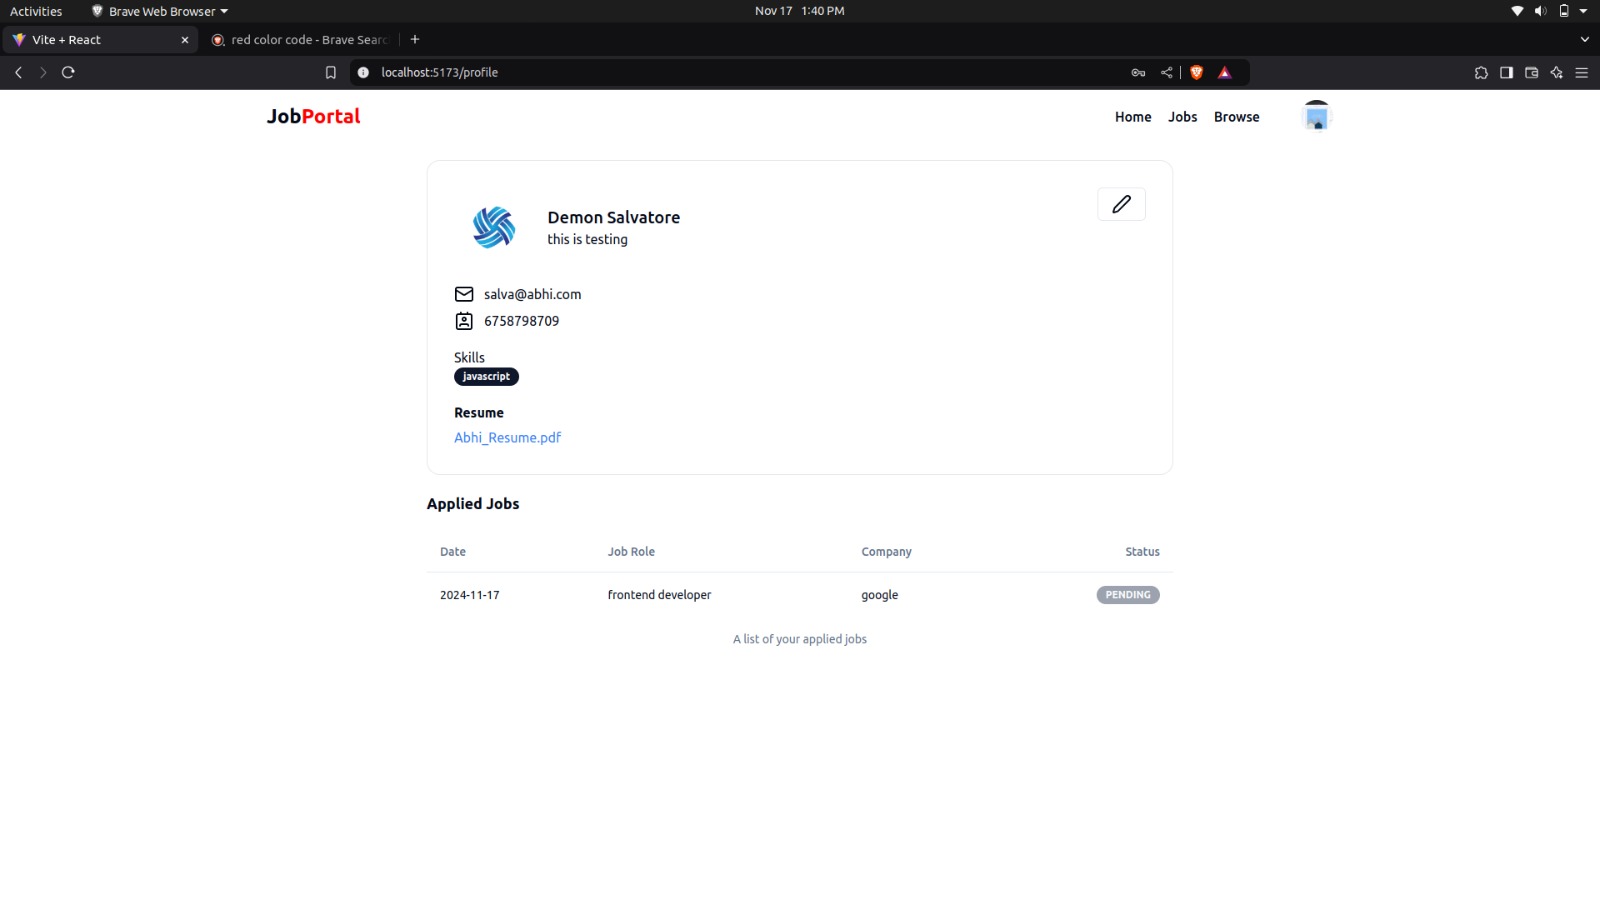 Activities Brave Web Browser Nov 17 1:40 PM
Vite + React red color code - Brave Searc
localhost:5173/profile
JobPortal Home Jobs Browse
Demon Salvatore
this is testing
salva@abhi.com
6758798709
Skills
javascript
Resume
Abhi_Resume.pdf
Applied Jobs
Date Job Role Company Status
2024-11-17 frontend developer google PENDING
A list of your applied jobs